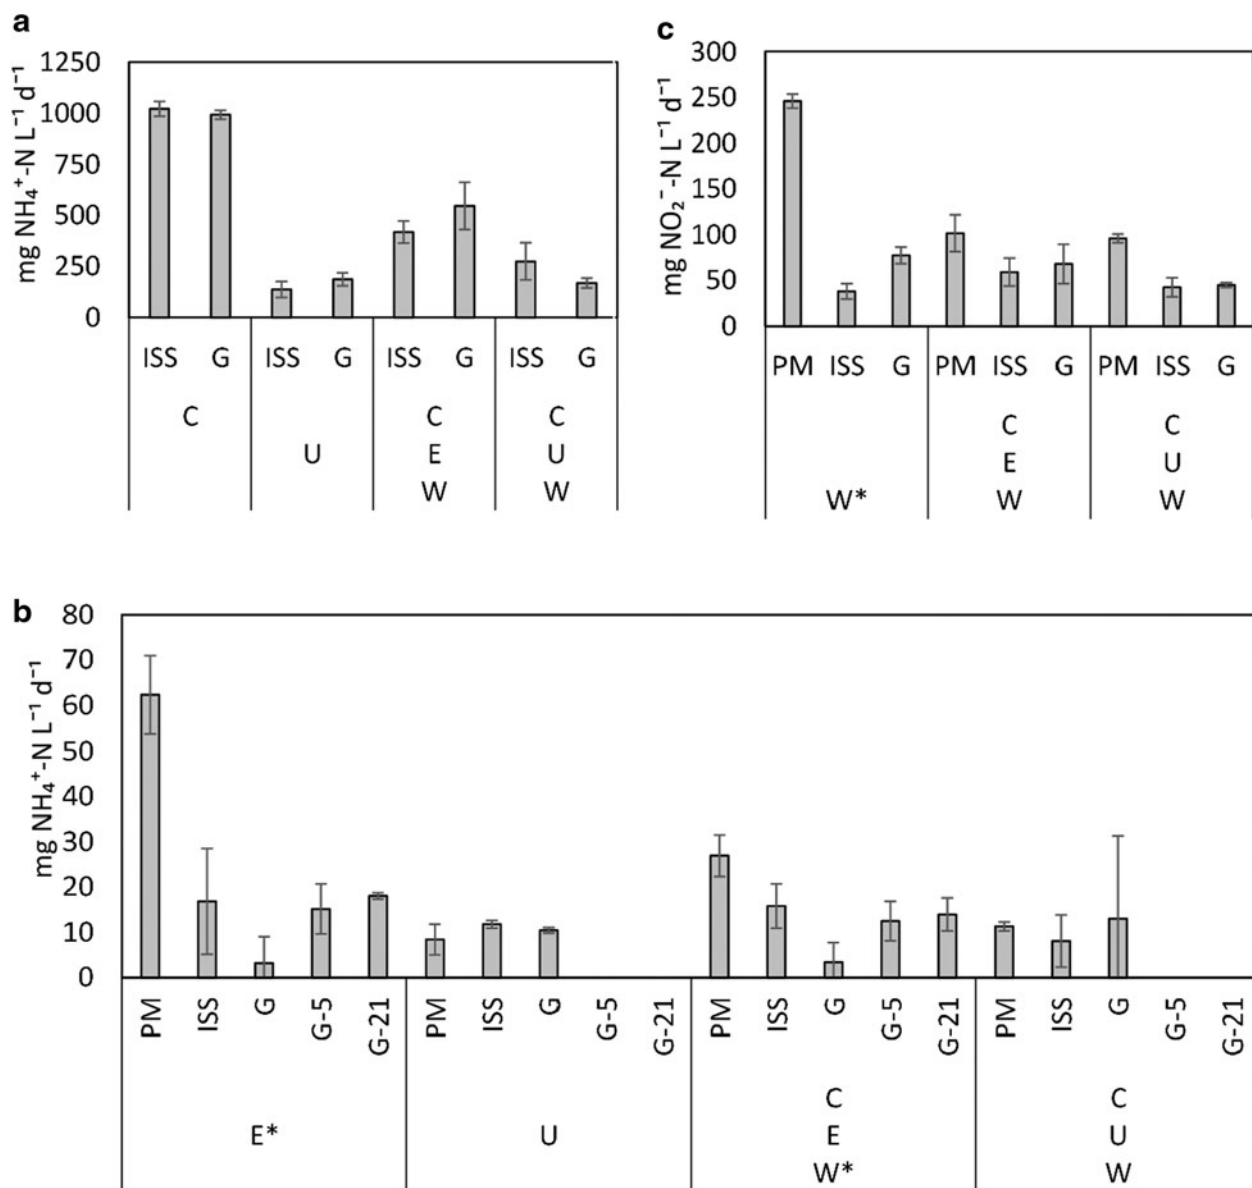 a
mg NH₄⁺-N L⁻¹ d⁻¹
1250
1000
750
500
250
0
ISS G ISS G ISS G ISS G
C C C
U E U
W W
c
mg NO₂⁻-N L⁻¹ d⁻¹
300
250
200
150
100
50
0
PM ISS G PM ISS G PM ISS G
C C
E U
W* W W
b
mg NH₄⁺-N L⁻¹ d⁻¹
80
70
60
50
40
30
20
10
0
PM ISS G G-5 G-21 PM ISS G G-5 G-21 PM ISS G G-5 G-21 PM ISS G G-5 G-21
C C
E* U E U
W* W